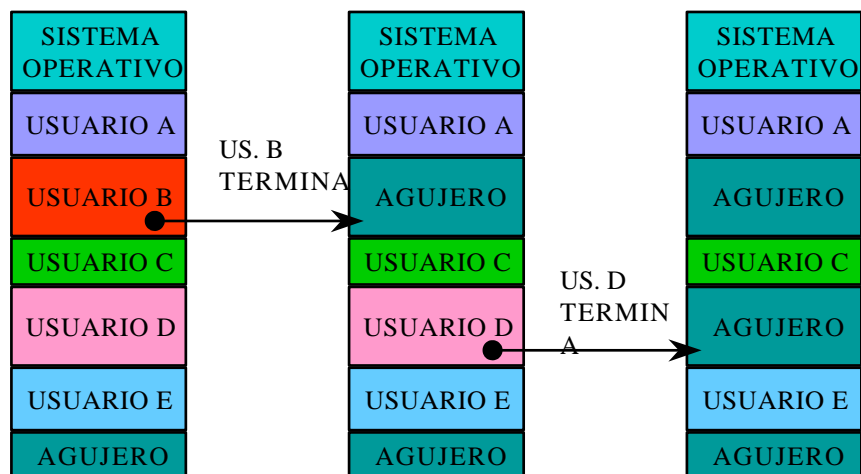 SISTEMA
OPERATIVO
USUARIO A
USUARIO B
USUARIO C
USUARIO D
USUARIO E
AGUJERO
US. B
TERMINA
SISTEMA
OPERATIVO
USUARIO A
AGUJERO
USUARIO C
USUARIO D
USUARIO E
AGUJERO
US. D
TERMIN
A
SISTEMA
OPERATIVO
USUARIO A
AGUJERO
USUARIO C
AGUJERO
USUARIO E
AGUJERO